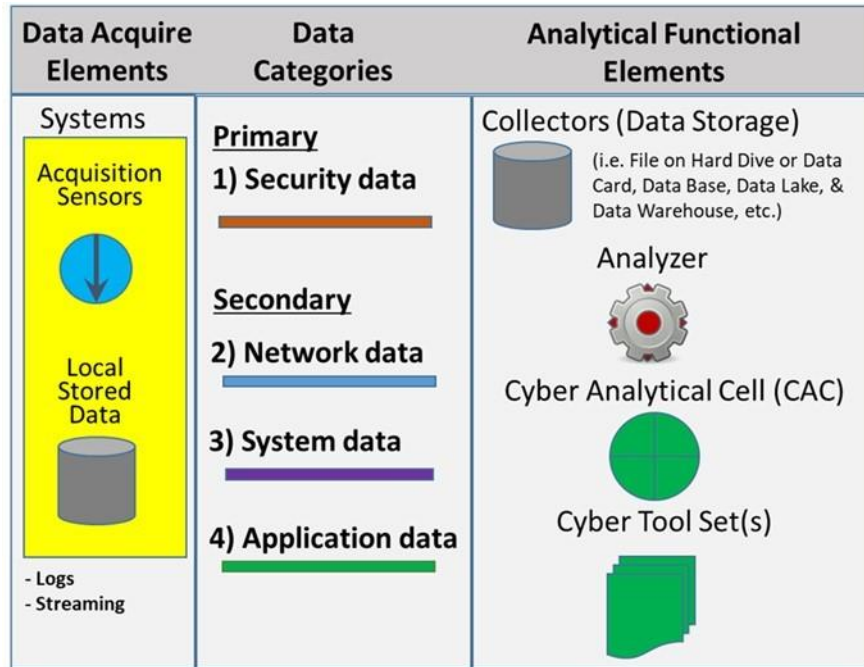 Data Acquire
Elements
Data
Categories
Analytical Functional
Elements
Systems
Acquisition
Sensors
Local
Stored
Data
- Logs
- Streaming
Primary
1) Security data
Secondary
2) Network data
3) System data
4) Application data
Collectors (Data Storage)
(i.e. File on Hard Dive or Data
Card, Data Base, Data Lake, &
Data Warehouse, etc.)
Analyzer
Cyber Analytical Cell (CAC)
Cyber Tool Set(s)